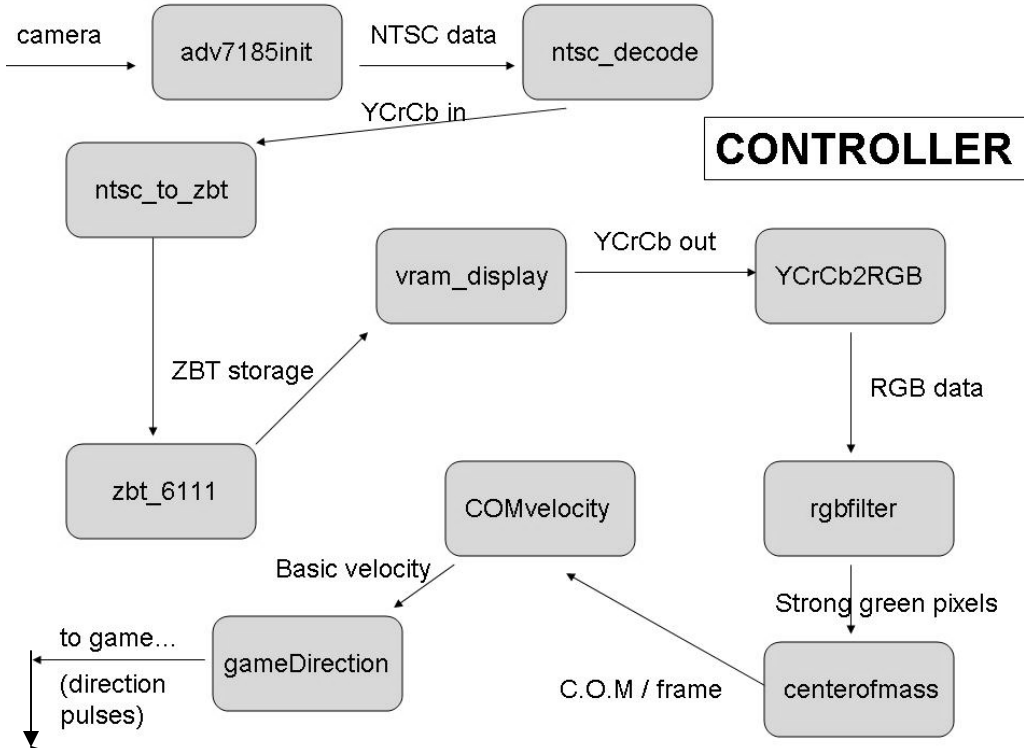 camera
adv7185init
NTSC data
ntsc_decode
YCrCb in
CONTROLLER
ntsc_to_zbt
vram_display
YCrCb out
YCrCb2RGB
ZBT storage
RGB data
zbt_6111
COMvelocity
rgbfilter
Basic velocity
Strong green pixels
to game...
(direction
pulses)
gameDirection
C.O.M / frame
centerofmass